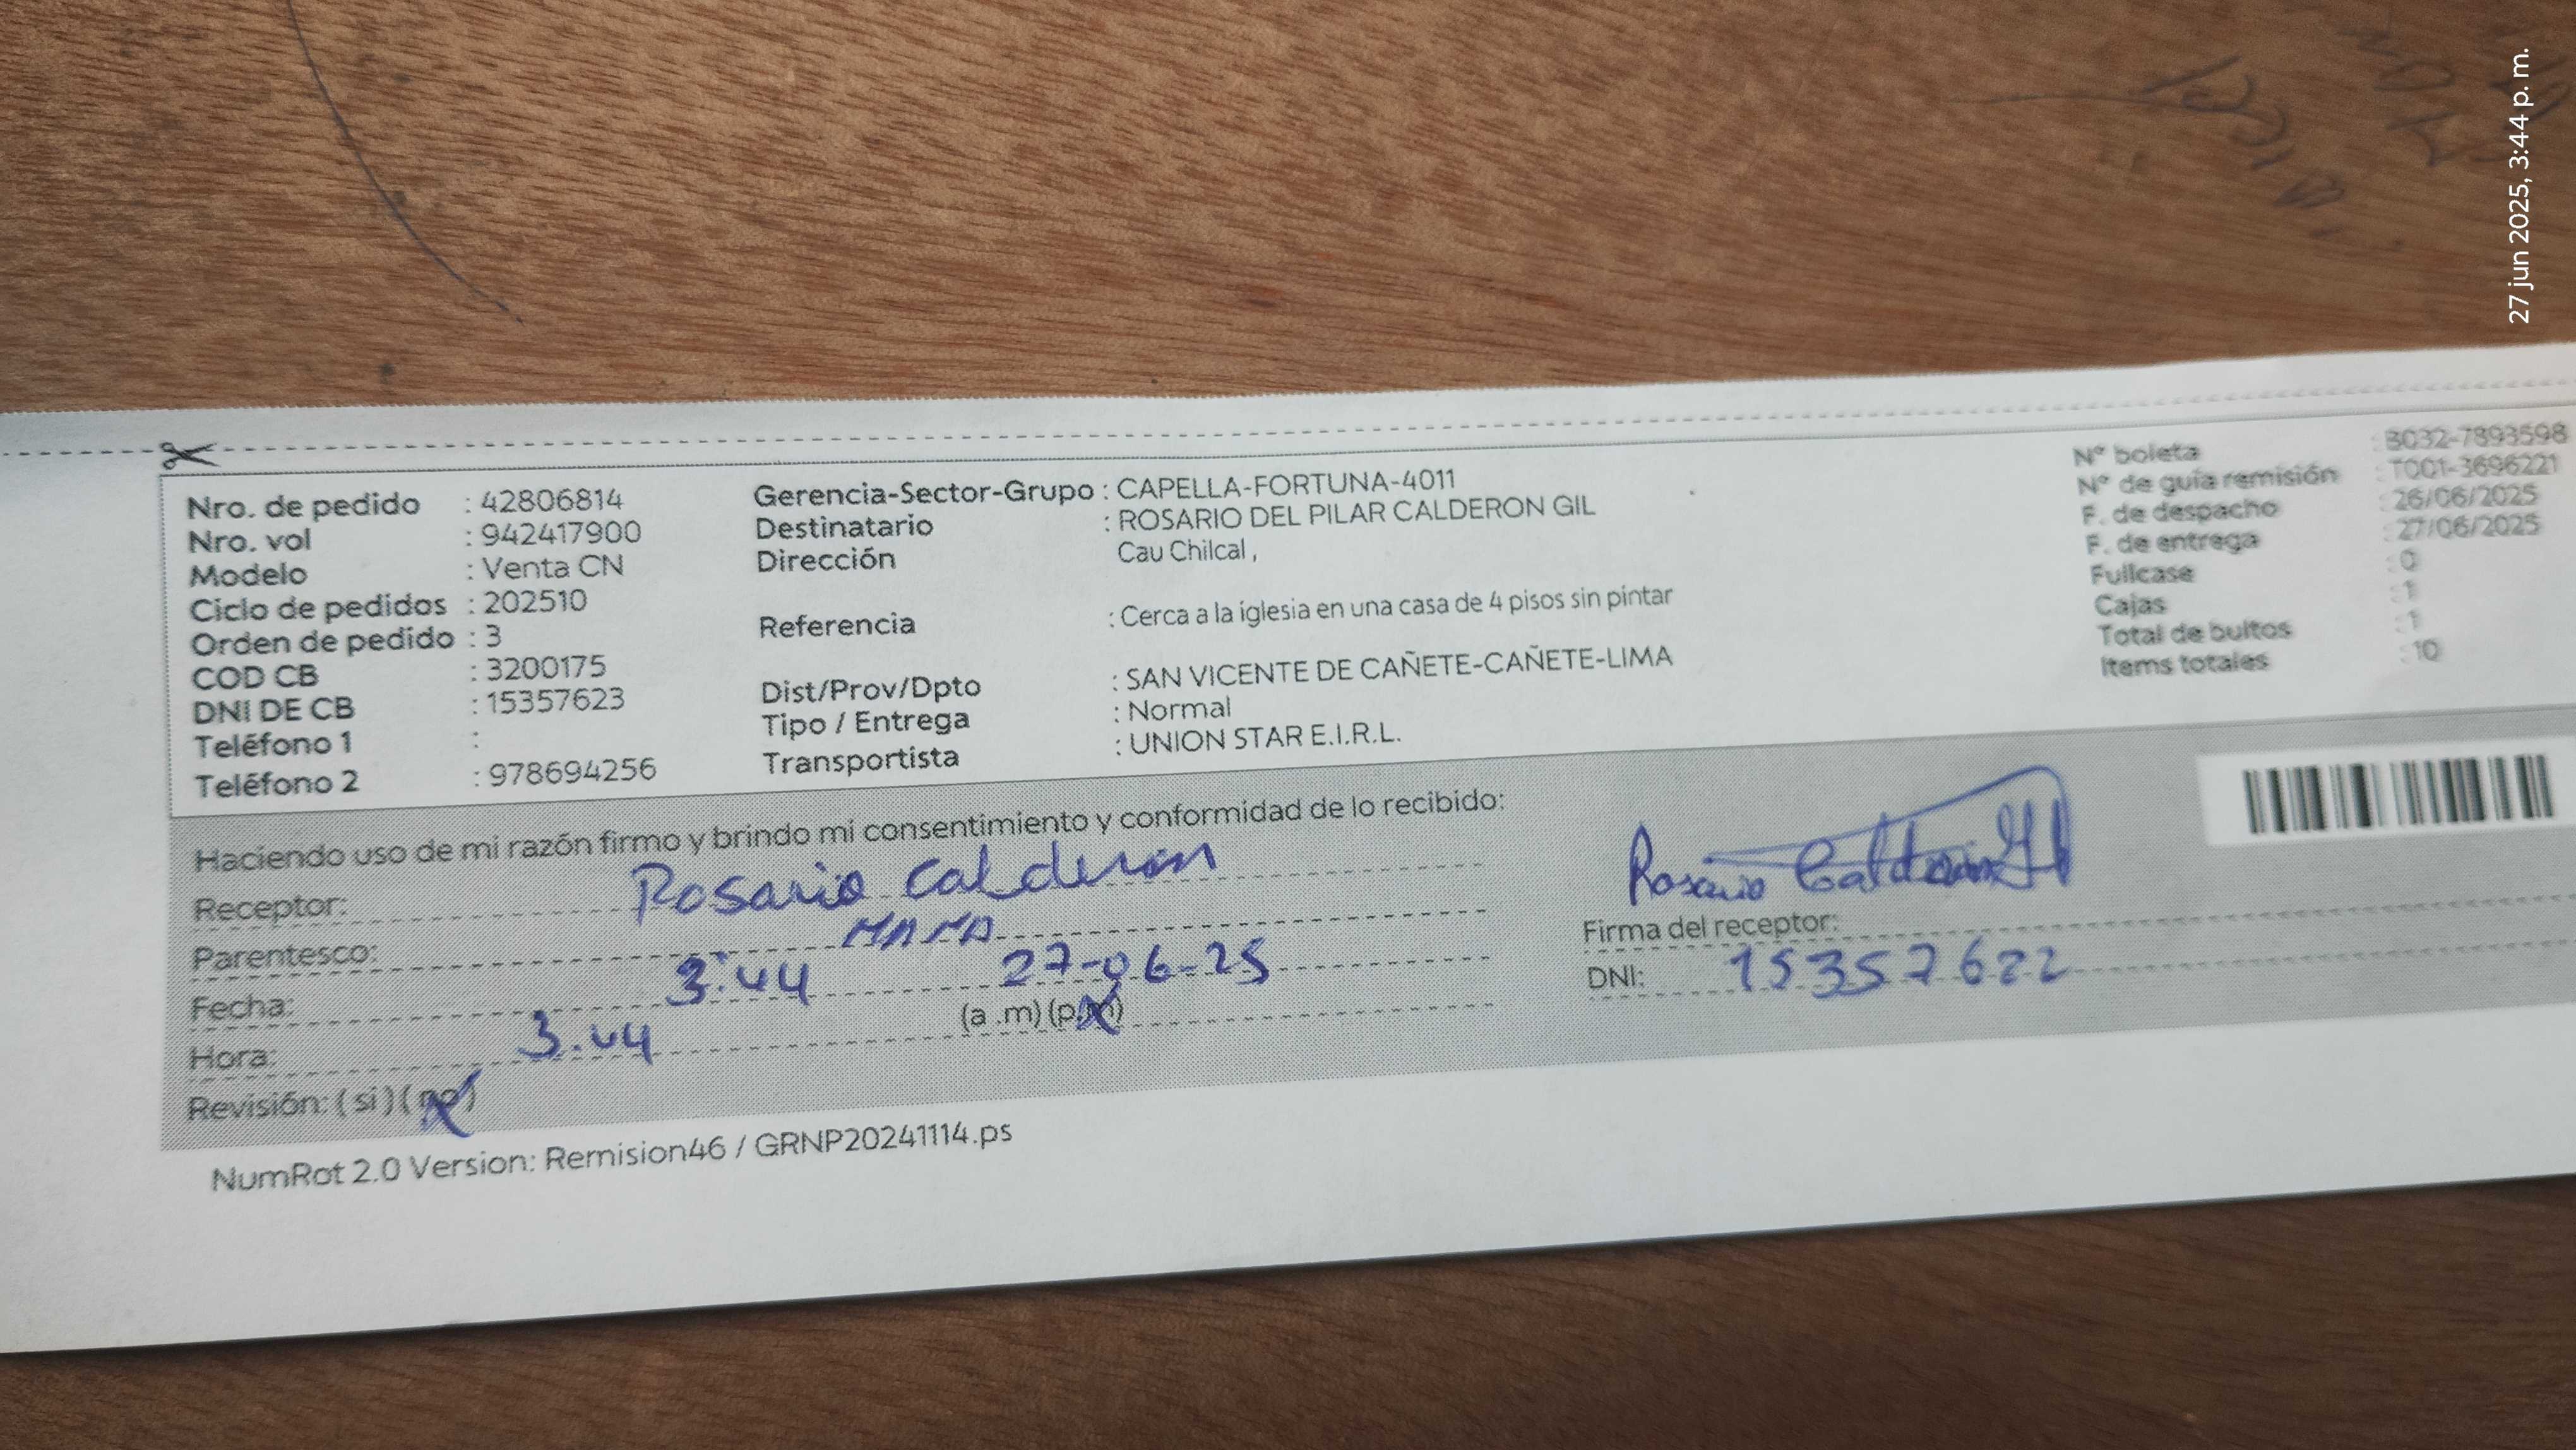 27 jun 2025, 3:44 p. m.
Nro. de pedido : 42806814
Nro. vol : 942417900
Modelo : Venta CN
Ciclo de pedidos : 202510
Orden de pedido : 3
COD CB : 3200175
DNI DE CB : 15357623
Teléfono 1 :
Teléfono 2 : 978694256
Gerencia-Sector-Grupo : CAPELLA-FORTUNA-4011
Destinatario : ROSARIO DEL PILAR CALDERON GIL
Dirección Cau Chilcal ,
Referencia : Cerca a la iglesia en una casa de 4 pisos sin pintar
Dist/Prov/Dpto : SAN VICENTE DE CAÑETE-CAÑETE-LIMA
Tipo / Entrega : Normal
Transportista : UNION STAR E.I.R.L.
N° boleta : B032-7893598
N° de guía remisión : T001-3696221
F. de despacho : 26/06/2025
F. de entrega : 27/06/2025
Fullcase : 0
Cajas : 1
Total de bultos : 1
Items totales : 10
Haciendo uso de mi razón firmo y brindo mi consentimiento y conformidad de lo recibido:
Receptor: Rosario Calderon
Parentesco: MAMA
Fecha: 3:44 27-06-25
Hora: 3.44 (a .m) (p.m)
Revisión: ( si ) ( no )
Rosario Calderon Gil
Firma del receptor:
DNI: 15357622
NumRot 2.0 Version: Remision46 / GRNP20241114.ps